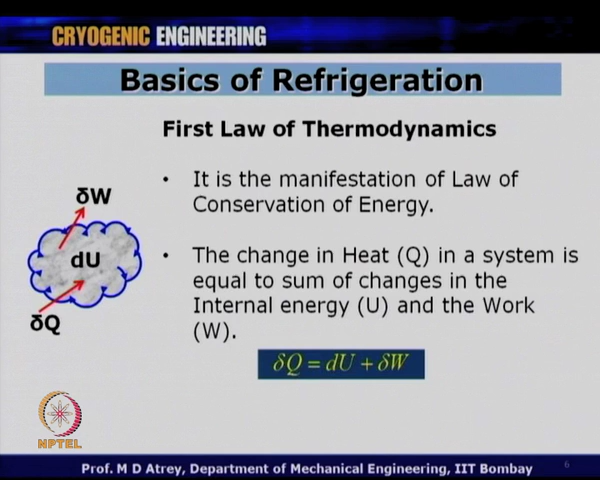 CRYOGENIC ENGINEERING
Basics of Refrigeration
First Law of Thermodynamics
• It is the manifestation of Law of
Conservation of Energy.
δW
dU
δQ
• The change in Heat (Q) in a system is
equal to sum of changes in the
Internal energy (U) and the Work
(W).
δQ = dU + δW
NPTEL
Prof. M D Atrey, Department of Mechanical Engineering, IIT Bombay
6